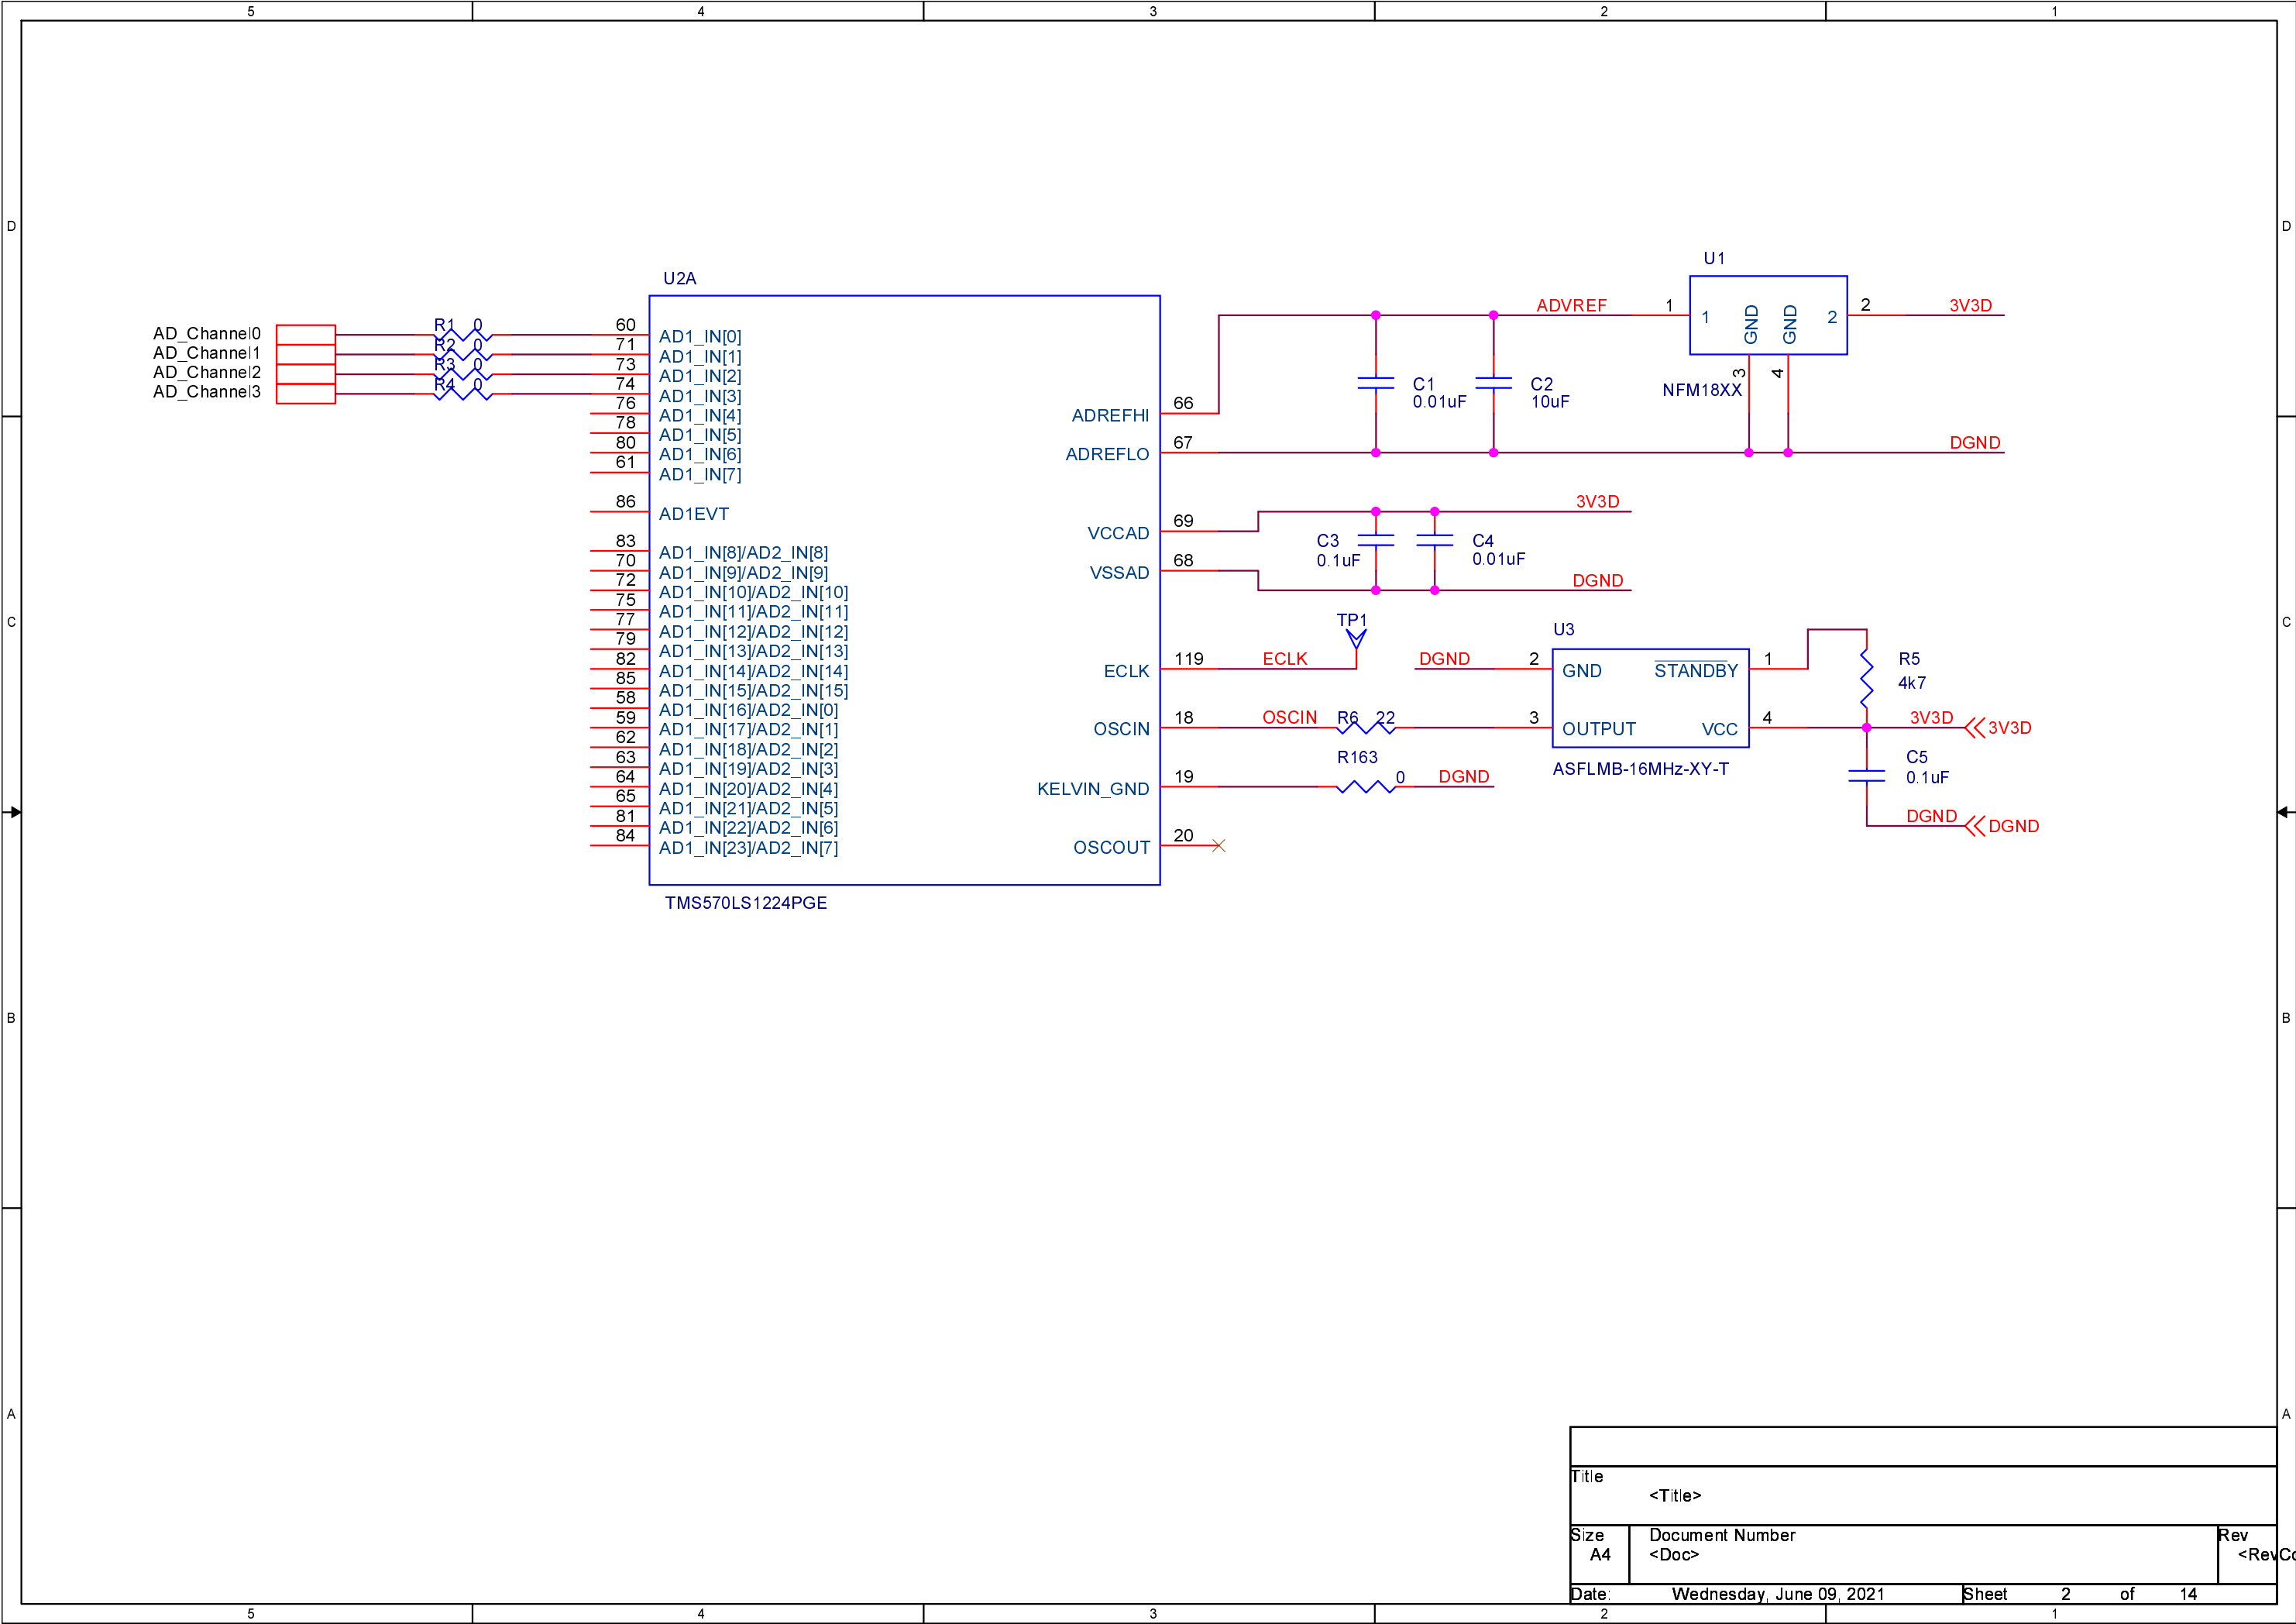 5 4 3 2 1
D D
C C
B B
A A
U2A
AD_Channel0
AD_Channel1
AD_Channel2
AD_Channel3
R1 0
R2 0
R3 0
R4 0
60 AD1_IN[0]
71 AD1_IN[1]
73 AD1_IN[2]
74 AD1_IN[3]
76 AD1_IN[4]
78 AD1_IN[5]
80 AD1_IN[6]
61 AD1_IN[7]
86 AD1EVT
83 AD1_IN[8]/AD2_IN[8]
70 AD1_IN[9]/AD2_IN[9]
72 AD1_IN[10]/AD2_IN[10]
75 AD1_IN[11]/AD2_IN[11]
77 AD1_IN[12]/AD2_IN[12]
79 AD1_IN[13]/AD2_IN[13]
82 AD1_IN[14]/AD2_IN[14]
85 AD1_IN[15]/AD2_IN[15]
58 AD1_IN[16]/AD2_IN[0]
59 AD1_IN[17]/AD2_IN[1]
62 AD1_IN[18]/AD2_IN[2]
63 AD1_IN[19]/AD2_IN[3]
64 AD1_IN[20]/AD2_IN[4]
65 AD1_IN[21]/AD2_IN[5]
81 AD1_IN[22]/AD2_IN[6]
84 AD1_IN[23]/AD2_IN[7]
TMS570LS1224PGE
ADREFHI 66
ADREFLO 67
VCCAD 69
VSSAD 68
ECLK 119
OSCIN 18
KELVIN_GND 19
OSCOUT 20
U1
ADVREF 1 1 GND GND 2 2 3V3D
3 4
NFM18XX
C1
0.01uF
C2
10uF
DGND
3V3D
C3
0.1uF
C4
0.01uF
DGND
TP1
ECLK
U3
DGND 2 GND STANDBY 1
OSCIN R6 22 3 OUTPUT VCC 4
ASFLMB-16MHz-XY-T
R163
0 DGND
R5
4k7
3V3D 3V3D
C5
0.1uF
DGND DGND
Title
<Title>
Size
A4
Document Number
<Doc>
Rev
<RevCo
Date: Wednesday, June 09, 2021 Sheet 2 of 14
5 4 3 2 1